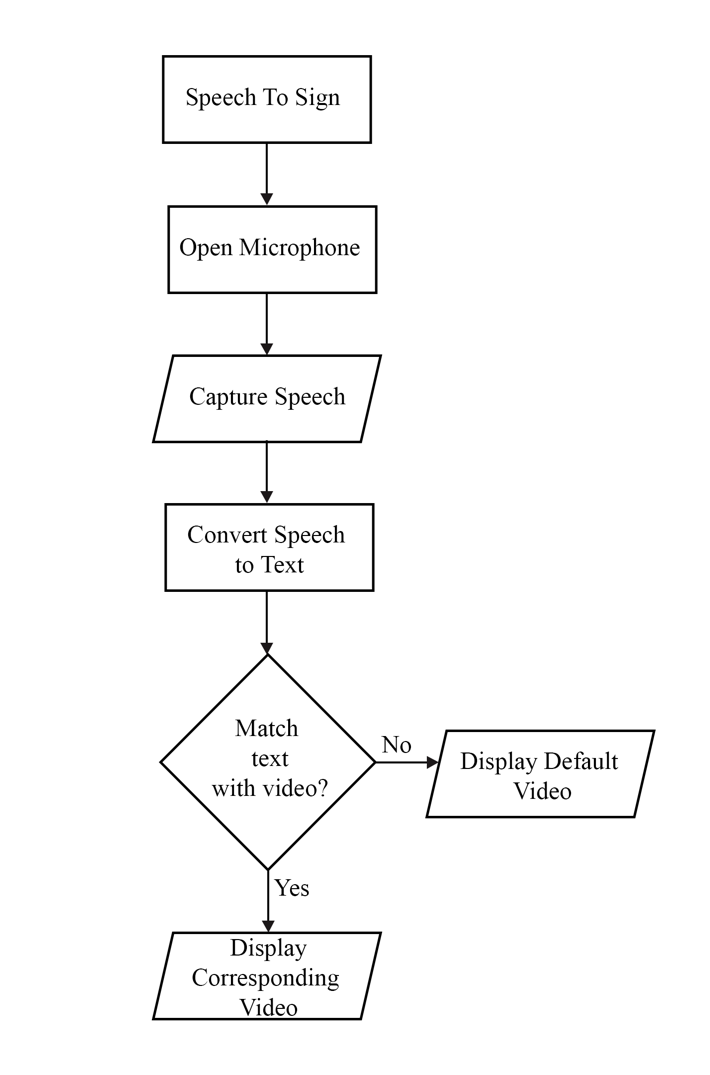 Speech To Sign
Open Microphone
Capture Speech
Convert Speech
to Text
Match
text
with video?
No
Display Default
Video
Yes
Display
Corresponding
Video